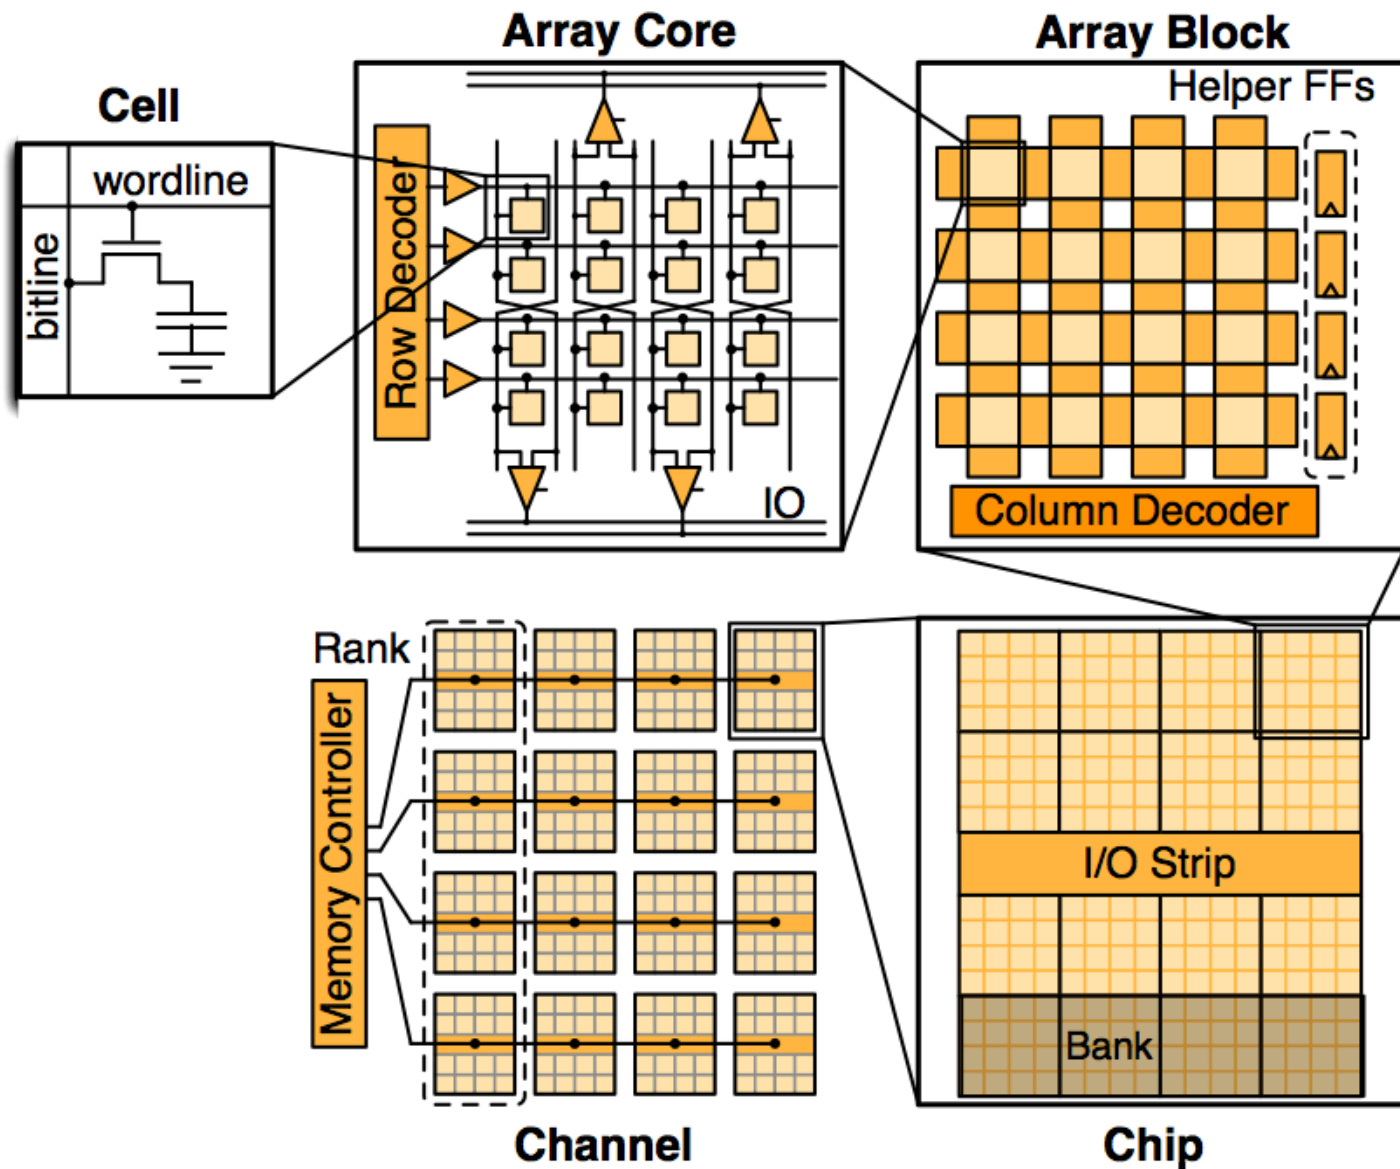 Array Core
Array Block
Cell
Helper FFs
wordline
bitline
Row Decoder
IO
Column Decoder
Rank
Memory Controller
I/O Strip
Bank
Channel
Chip